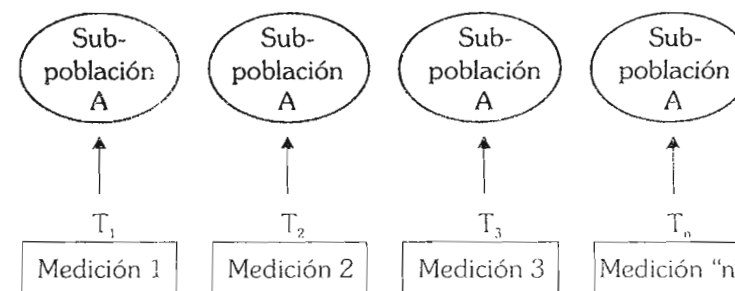 Sub-
población
A
Sub-
población
A
Sub-
población
A
Sub-
población
A
T₁
T₂
T₃
Tₙ
Medición 1
Medición 2
Medición 3
Medición “n